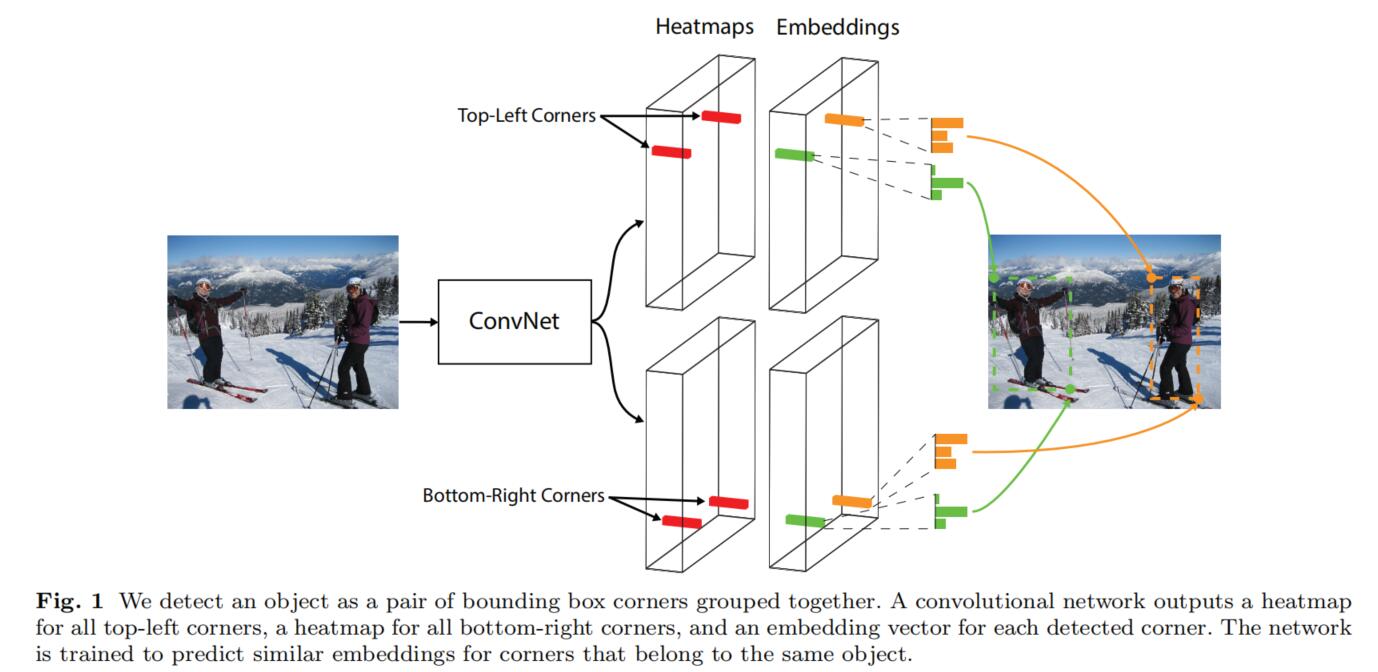 Heatmaps Embeddings
Top-Left Corners
ConvNet
Bottom-Right Corners
Fig. 1 We detect an object as a pair of bounding box corners grouped together. A convolutional network outputs a heatmap
for all top-left corners, a heatmap for all bottom-right corners, and an embedding vector for each detected corner. The network
is trained to predict similar embeddings for corners that belong to the same object.